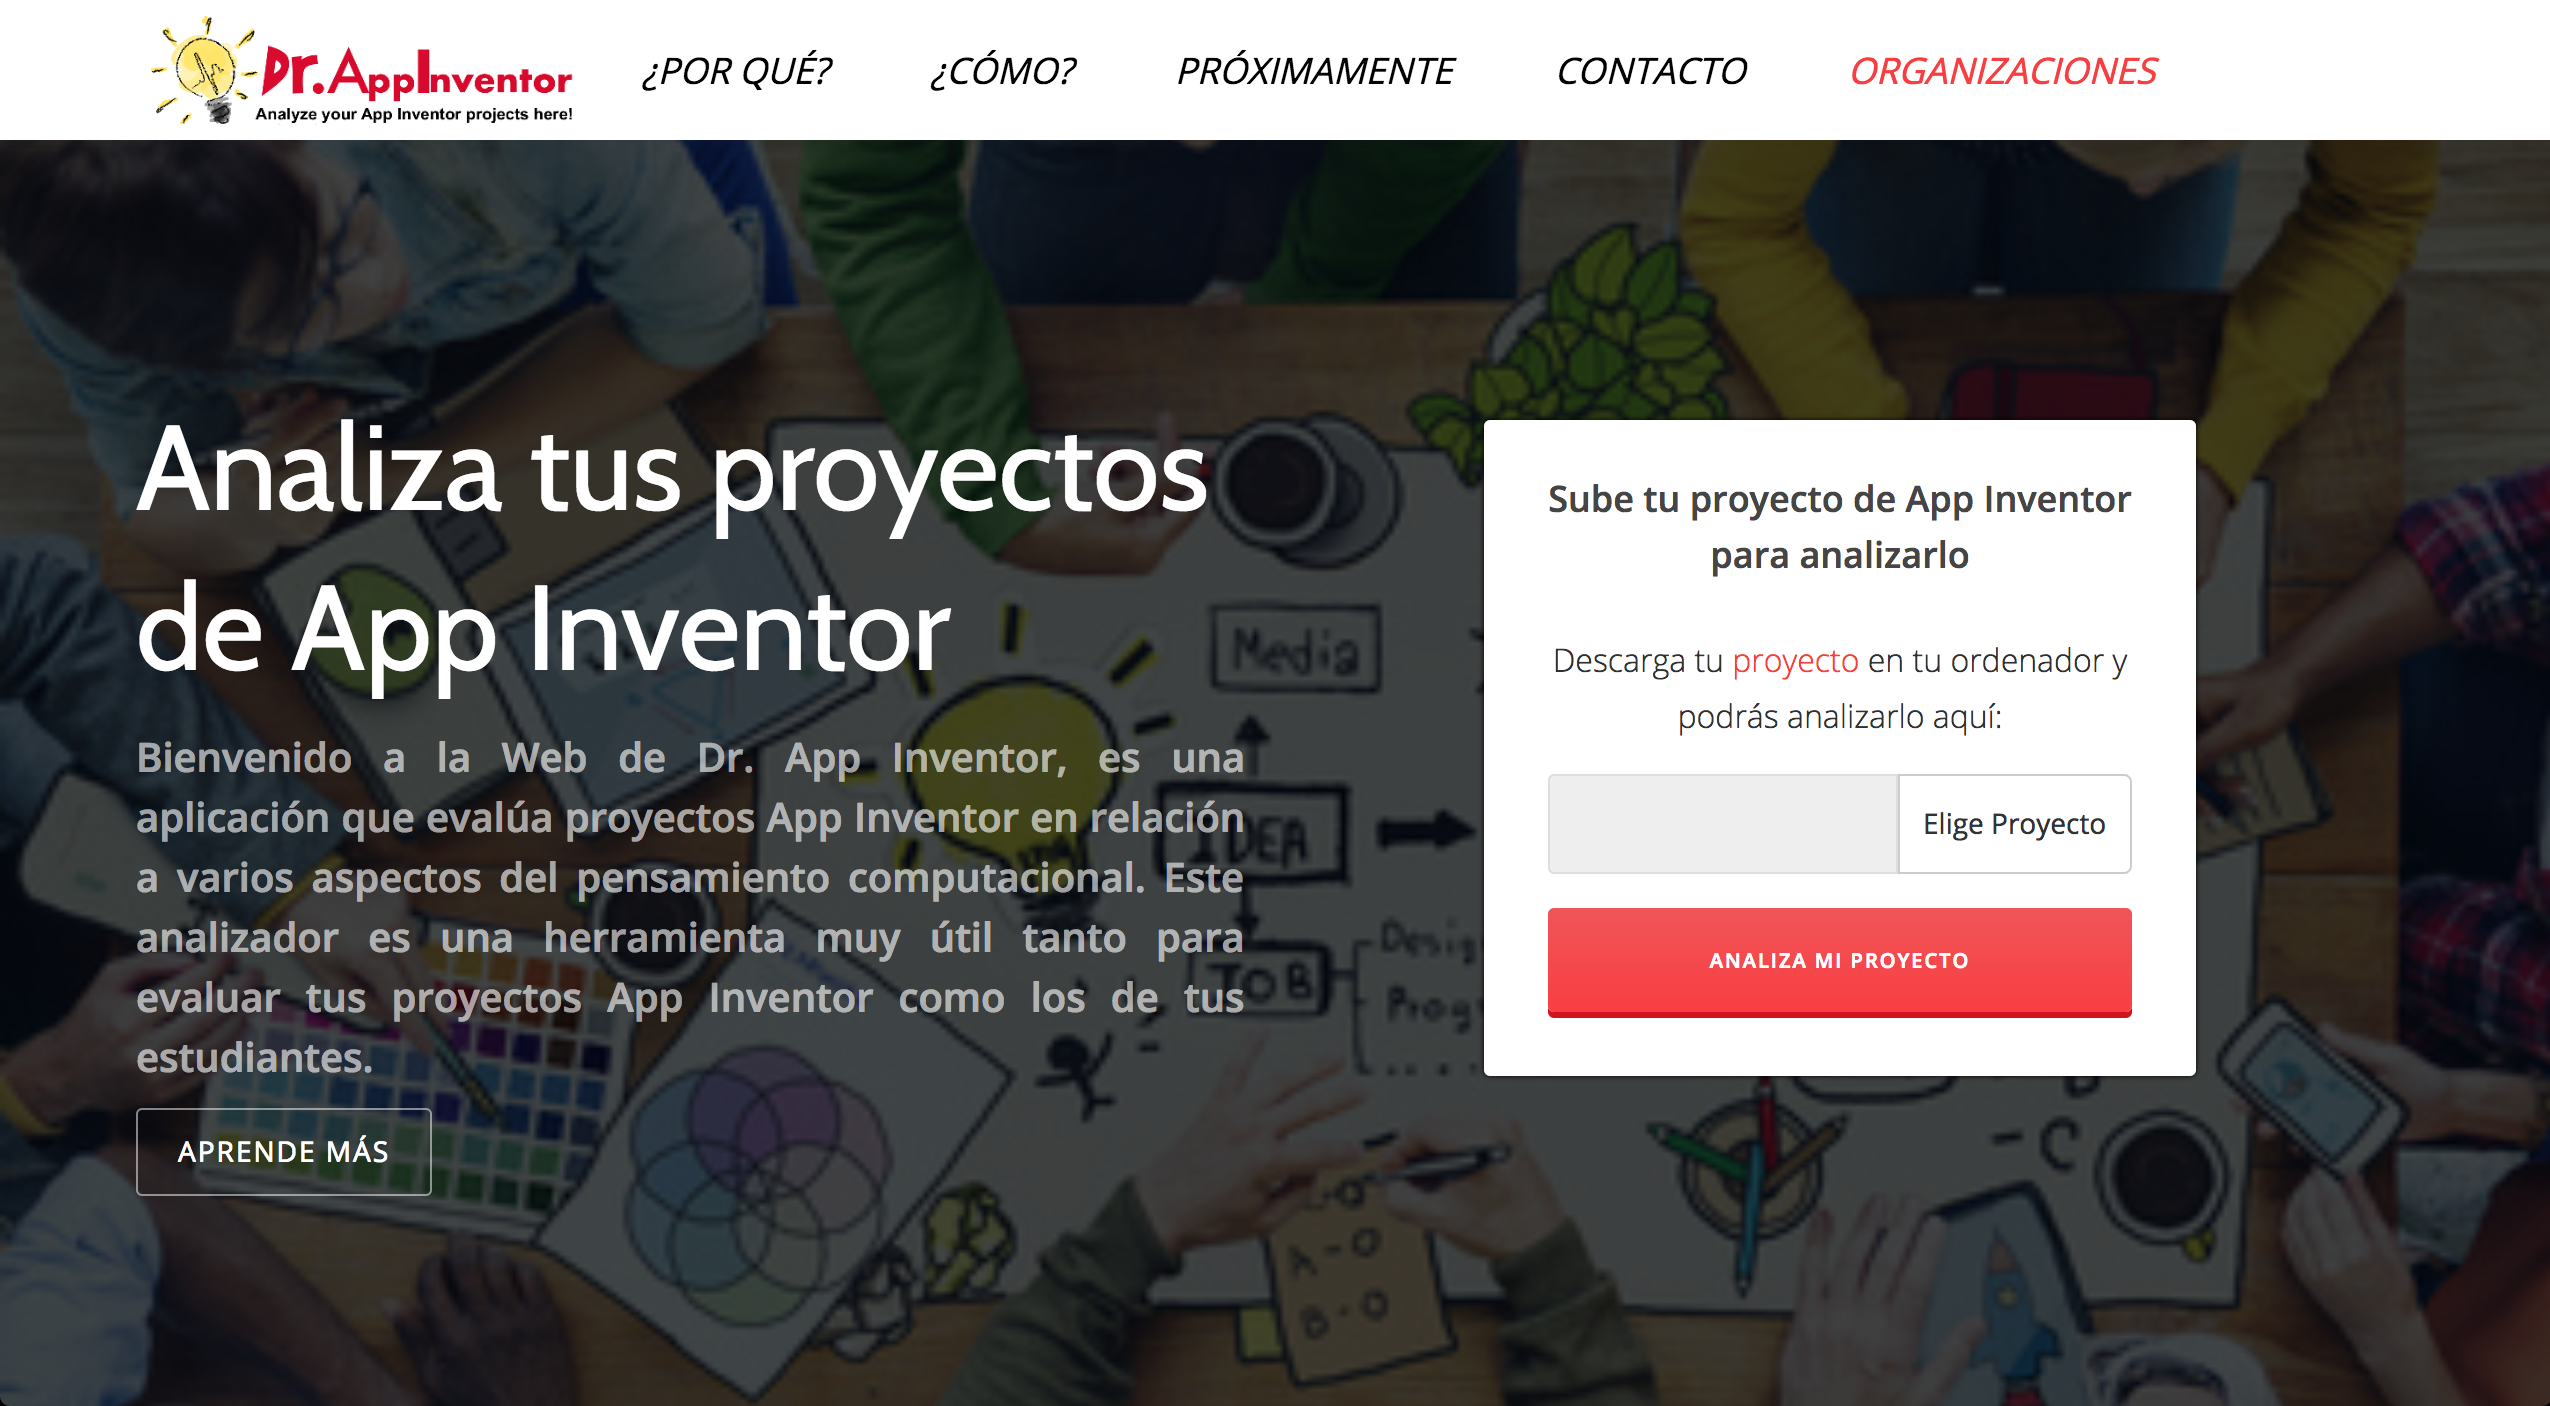 Dr. AppInventor
Analyze your App Inventor projects here!
¿POR QUÉ?
¿CÓMO?
PRÓXIMAMENTE
CONTACTO
ORGANIZACIONES
Analiza tus proyectos
de App Inventor
Bienvenido a la Web de Dr. App Inventor, es una
aplicación que evalúa proyectos App Inventor en relación
a varios aspectos del pensamiento computacional. Este
analizador es una herramienta muy útil tanto para
evaluar tus proyectos App Inventor como los de tus
estudiantes.
APRENDE MÁS
Sube tu proyecto de App Inventor
para analizarlo
Descarga tu proyecto en tu ordenador y
podrás analizarlo aquí:
Elige Proyecto
ANALIZA MI PROYECTO
Media
IDEA
TO B
A - O
B - O
- C